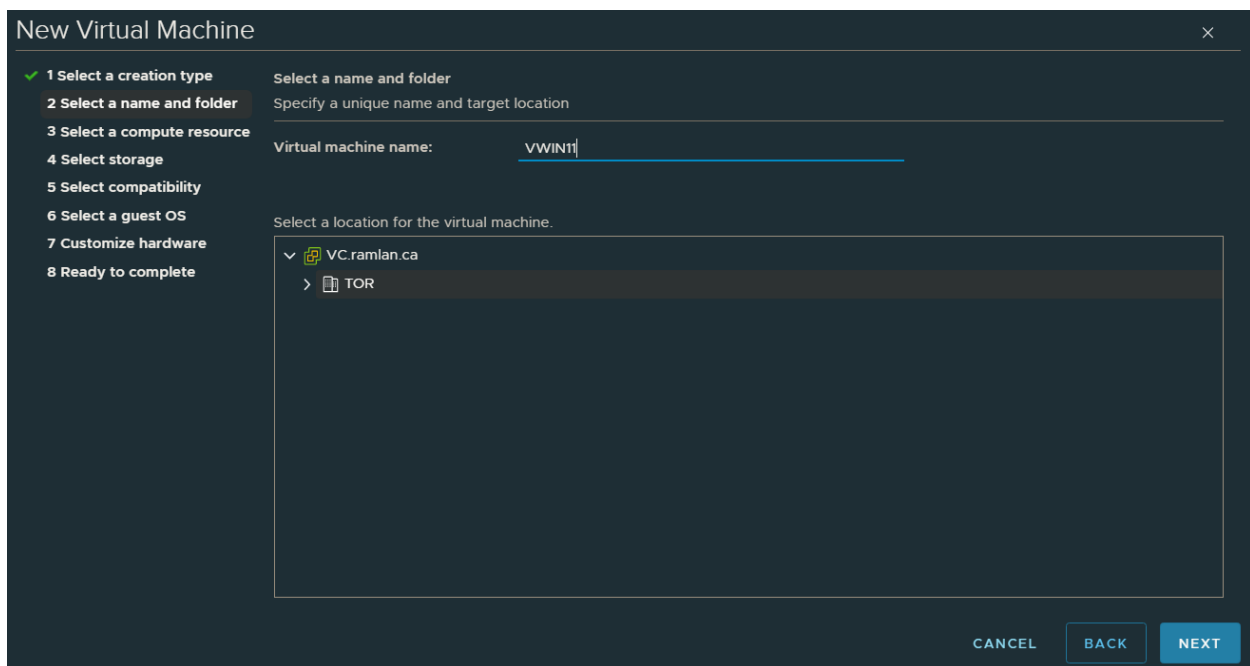 New Virtual Machine
1 Select a creation type
2 Select a name and folder
3 Select a compute resource
4 Select storage
5 Select compatibility
6 Select a guest OS
7 Customize hardware
8 Ready to complete
Select a name and folder
Specify a unique name and target location
Virtual machine name: VWIN11
Select a location for the virtual machine.
VC.ramlan.ca
TOR
CANCEL BACK NEXT